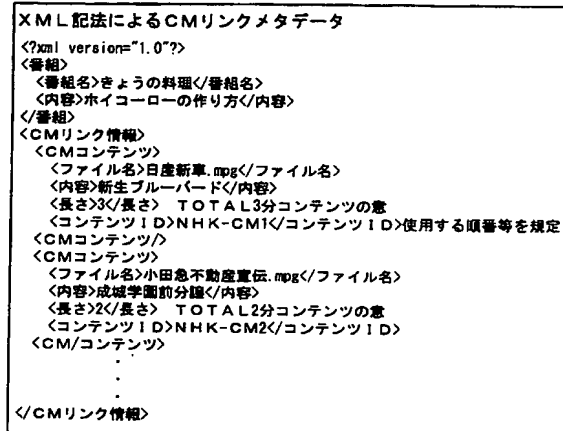 XML記法によるCMリンクメタデータ
<?xml version="1.0"?>
<番組>
<番組名>きょうの料理</番組名>
<内容>ホイコーローの作り方</内容>
</番組>
<CMリンク情報>
<CMコンテンツ>
<ファイル名>日産新車.mpg</ファイル名>
<内容>新生ブルーバード</内容>
<長さ>3</長さ> TOTAL3分コンテンツの意
<コンテンツID>NHK-CM1</コンテンツID>使用する順番等を規定
<CMコンテンツ/>
<CMコンテンツ>
<ファイル名>小田急不動産宣伝.mpg</ファイル名>
<内容>成城学園前分譲</内容>
<長さ>2</長さ> TOTAL2分コンテンツの意
<コンテンツID>NHK-CM2</コンテンツID>
<CM/コンテンツ>
・
・
・
</CMリンク情報>